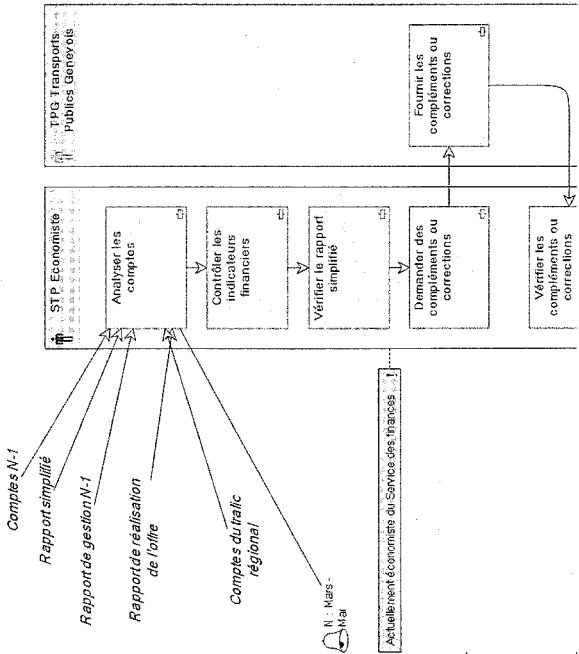 Comptes N-1
Rapport simplifié
Rapport de gestion N-1
Rapport de réalisation
de l'offre
Comptes du trafic
régional
N : Mars -
Mai
STP Economiste
Analyser les
comptes
Contrôler les
indicateurs
financiers
Vérifier le rapport
simplifié
Demander des
compléments ou
corrections
Vérifier les
compléments ou
corrections
Actuellement économiste du Service des finances
TPG Transports
Publics Genevois
Fournir les
compléments ou
corrections